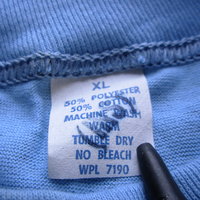 XL
50% POLYESTER
50% COTTON
MACHINE WASH
WARM
TUMBLE DRY
NO BLEACH
WPL 7190